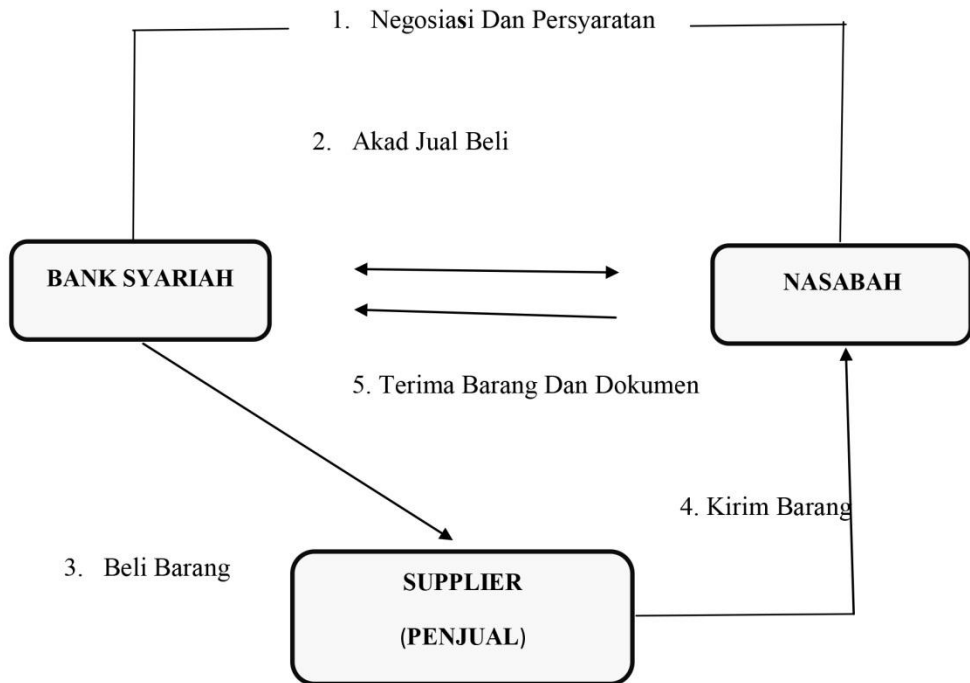 1. Negosiasi Dan Persyaratan
2. Akad Jual Beli
BANK SYARIAH
NASABAH
5. Terima Barang Dan Dokumen
4. Kirim Barang
3. Beli Barang
SUPPLIER
(PENJUAL)